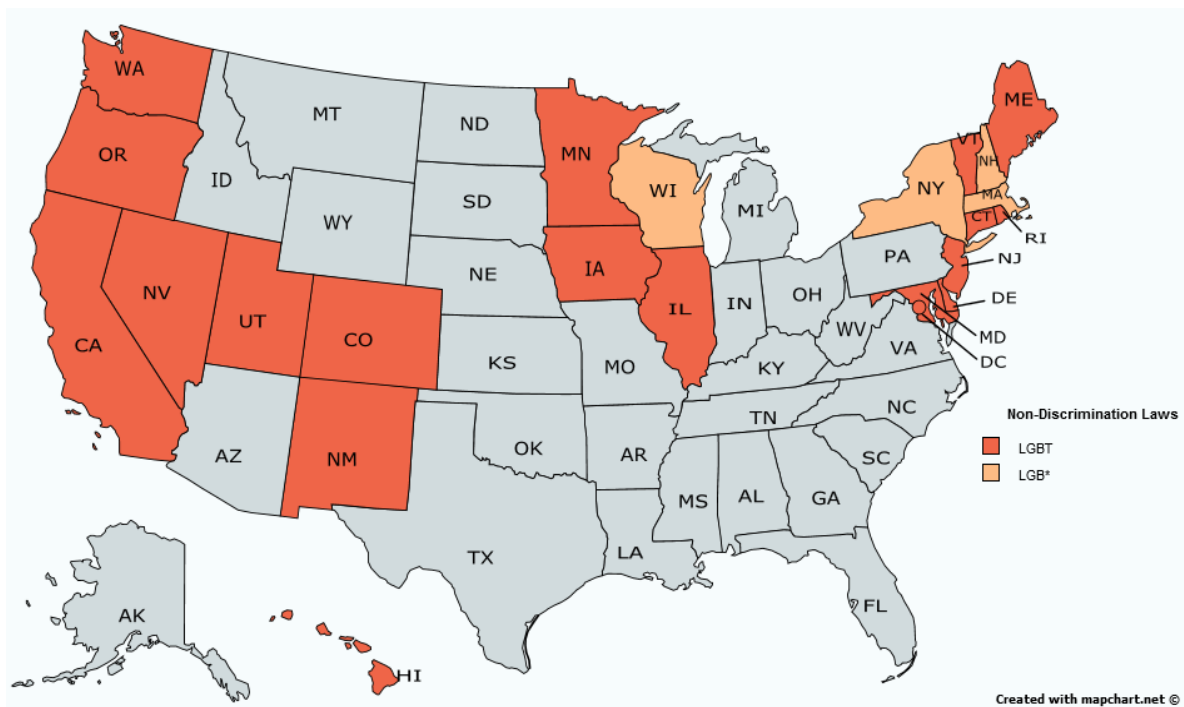 WA
MT
ND
MN
ME
OR
ID
SD
WI
VT
NH
NY
MA
MI
WY
CT
RI
NE
IA
PA
NJ
NV
UT
CO
IL
IN
OH
DE
CA
KS
MO
WV
VA
MD
DC
KY
AZ
NM
OK
AR
TN
NC
SC
MS
AL
GA
TX
LA
FL
AK
HI
Non-Discrimination Laws
LGBT
LGB*
Created with mapchart.net ©